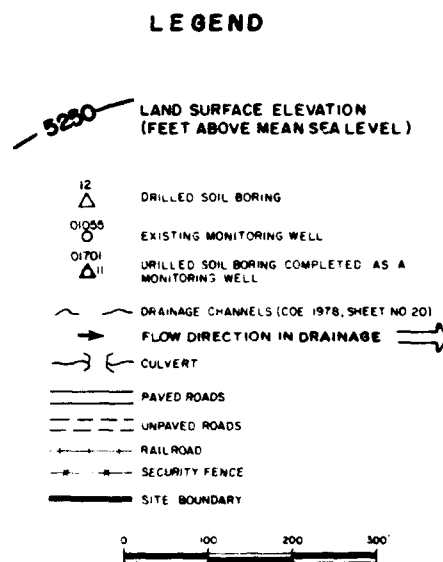 LEGEND
5250
LAND SURFACE ELEVATION
(FEET ABOVE MEAN SEA LEVEL)
12
DRILLED SOIL BORING
01055
EXISTING MONITORING WELL
01701
11
DRILLED SOIL BORING COMPLETED AS A
MONITORING WELL
DRAINAGE CHANNELS (COE 1978, SHEET NO 20)
FLOW DIRECTION IN DRAINAGE
CULVERT
PAVED ROADS
UNPAVED ROADS
RAILROAD
SECURITY FENCE
SITE BOUNDARY
0 100 200 300'